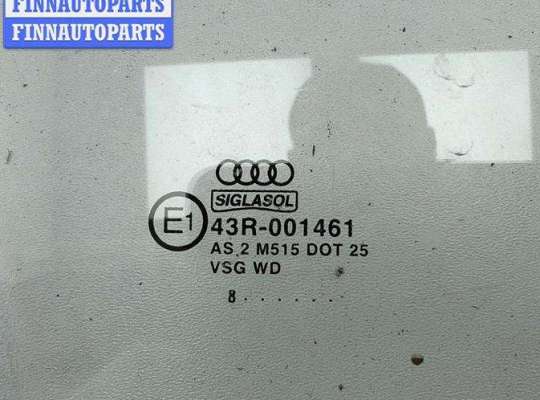 FINNAUTOPARTS
FINNAUTOPARTS
SIGLASOL
E1 43R-001461
AS 2 M515 DOT 25
VSG WD
8.......